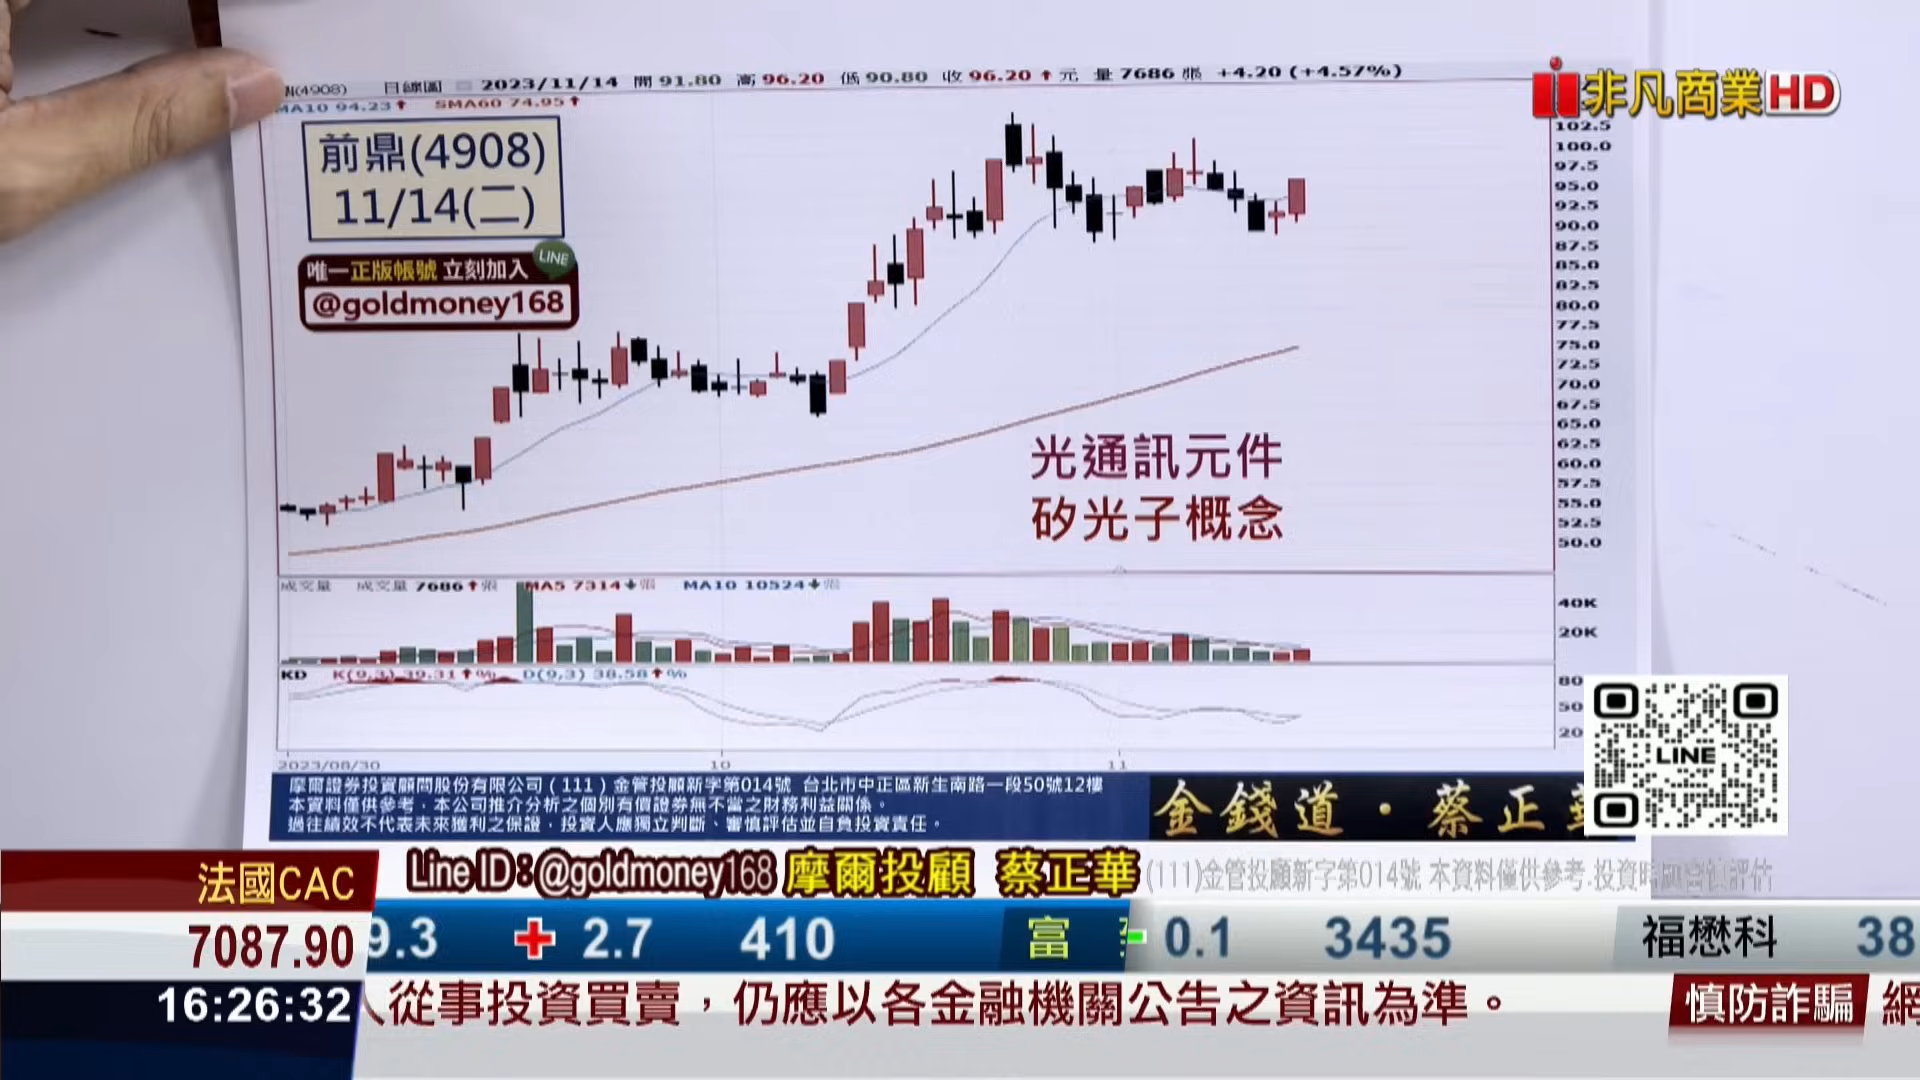 (4908) 日線圖 2023/11/14 開 91.80 高 96.20 低 90.80 收 96.20 元 量 7686 張 +4.20 (+4.57%)
MA10 94.23 SMA60 74.95
非凡商業HD
前鼎(4908)
11/14(二)
唯一正版帳號 立刻加入
LINE
@goldmoney168
102.5
100.0
97.5
95.0
92.5
90.0
87.5
85.0
82.5
80.0
77.5
75.0
72.5
70.0
67.5
65.0
62.5
60.0
57.5
55.0
52.5
50.0
光通訊元件
矽光子概念
成交量 成交量 7686 張 MA5 7314 張 MA10 10524 張
40K
20K
KD K(9,3) 39.31 % D(9,3) 38.58 %
80
50
20
2023/08/30 10 11
LINE
摩爾證券投資顧問股份有限公司(111)金管投顧新字第014號 台北市中正區新生南路一段50號12樓
本資料僅供參考,本公司推介分析之個別有價證券無不當之財務利益關係。
過往績效不代表未來獲利之保證,投資人應獨立判斷、審慎評估並自負投資責任。
金錢道·蔡正華
Line ID:@goldmoney168 摩爾投顧 蔡正華 (111)金管投顧新字第014號 本資料僅供參考.投資時
法國CAC
7087.90
9.3 2.7 410 富 0.1 3435 福懋科 38
16:26:32
從事投資買賣,仍應以各金融機關公告之資訊為準。
慎防詐騙 網